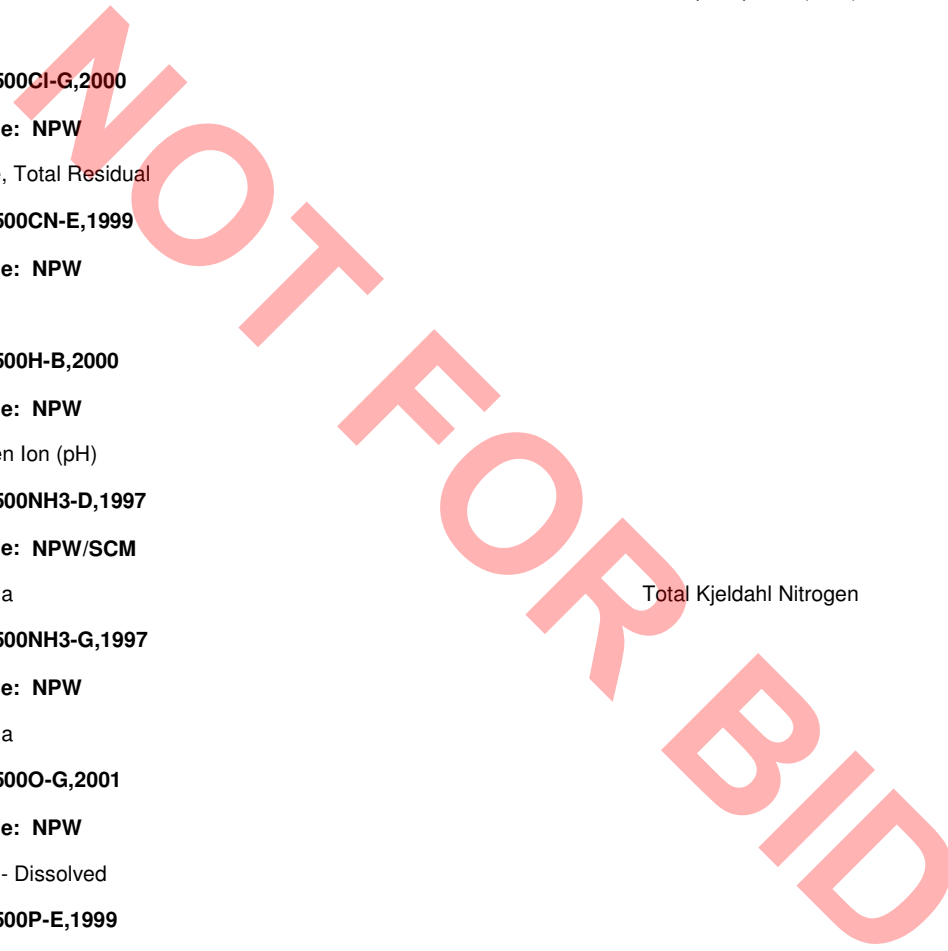 500Cl-G,2000
e: NPW
, Total Residual
500CN-E,1999
e: NPW
500H-B,2000
e: NPW
en Ion (pH)
500NH3-D,1997
e: NPW/SCM
a Total Kjeldahl Nitrogen
500NH3-G,1997
e: NPW
a
500O-G,2001
e: NPW
- Dissolved
500P-E,1999
NOT FOR BID